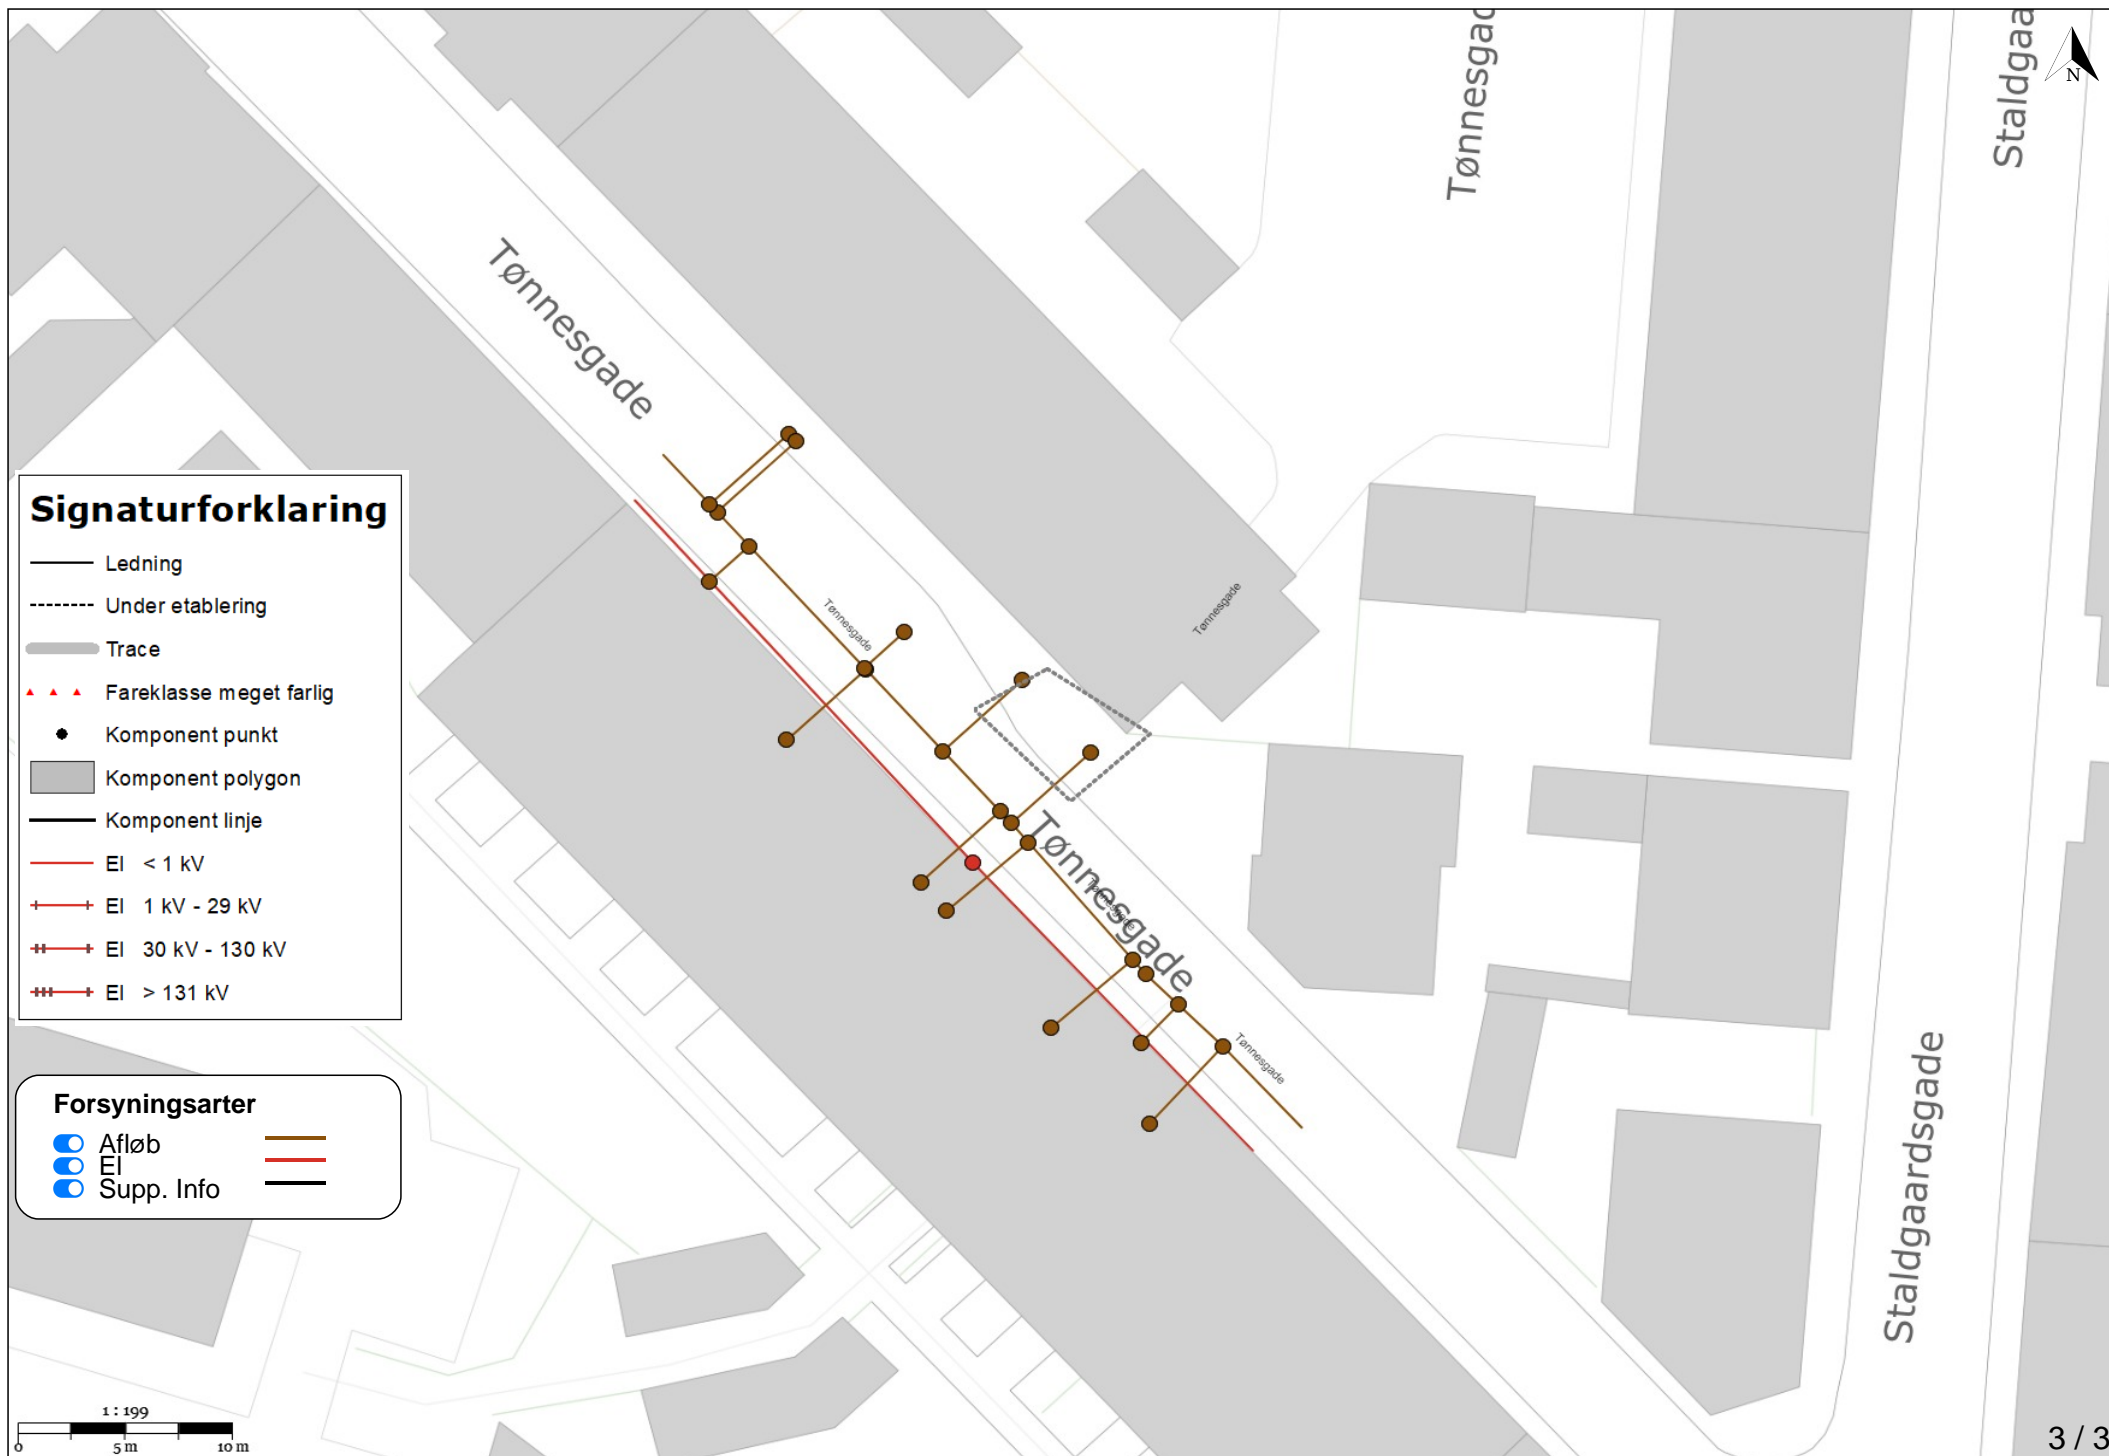 Tønnesgad
Staldgaa
N
Tønnesgade
Signaturforklaring
Ledning
Under etablering
Trace
Fareklasse meget farlig
Komponent punkt
Komponent polygon
Komponent linje
El < 1 kV
El 1 kV - 29 kV
El 30 kV - 130 kV
El > 131 kV
Tønnesgade
Tønnesgade
Tønnesgade
Tønnesgade
Tønnesgade
Staldgaardsgade
Forsyningsarter
Afløb
El
Supp. Info
1 : 199
0 5 m 10 m
3 / 3